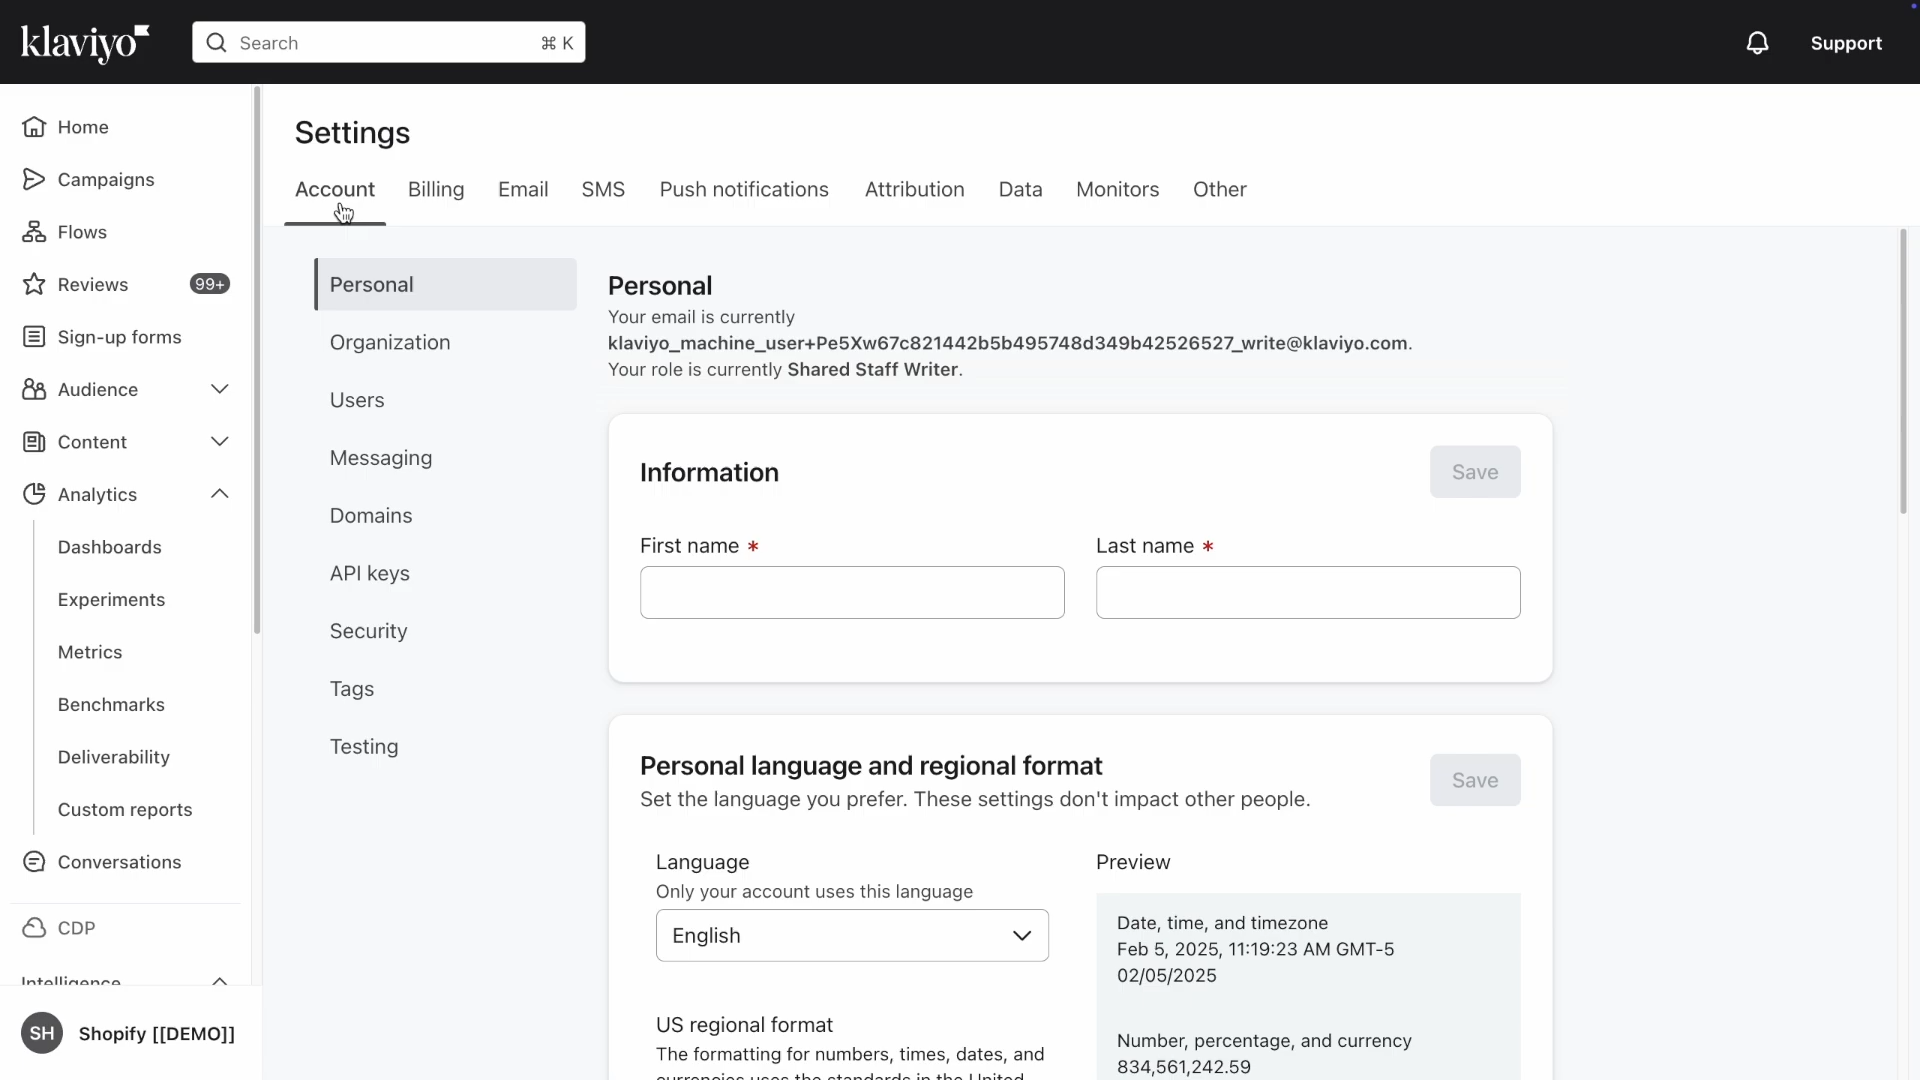 klaviyo
Search ⌘ K
Support
Home
Campaigns
Flows
Reviews 99+
Sign-up forms
Audience
Content
Analytics
Dashboards
Experiments
Metrics
Benchmarks
Deliverability
Custom reports
Conversations
CDP
Intelligence
SH Shopify [[DEMO]]
Settings
Account Billing Email SMS Push notifications Attribution Data Monitors Other
Personal
Organization
Users
Messaging
Domains
API keys
Security
Tags
Testing
Personal
Your email is currently
klaviyo_machine_user+Pe5Xw67c821442b5b495748d349b42526527_write@klaviyo.com.
Your role is currently Shared Staff Writer.
Information Save
First name * Last name *
Personal language and regional format Save
Set the language you prefer. These settings don't impact other people.
Language
Only your account uses this language
English
US regional format
The formatting for numbers, times, dates, and
currencies uses the standards in the United
Preview
Date, time, and timezone
Feb 5, 2025, 11:19:23 AM GMT-5
02/05/2025
Number, percentage, and currency
834,561,242.59